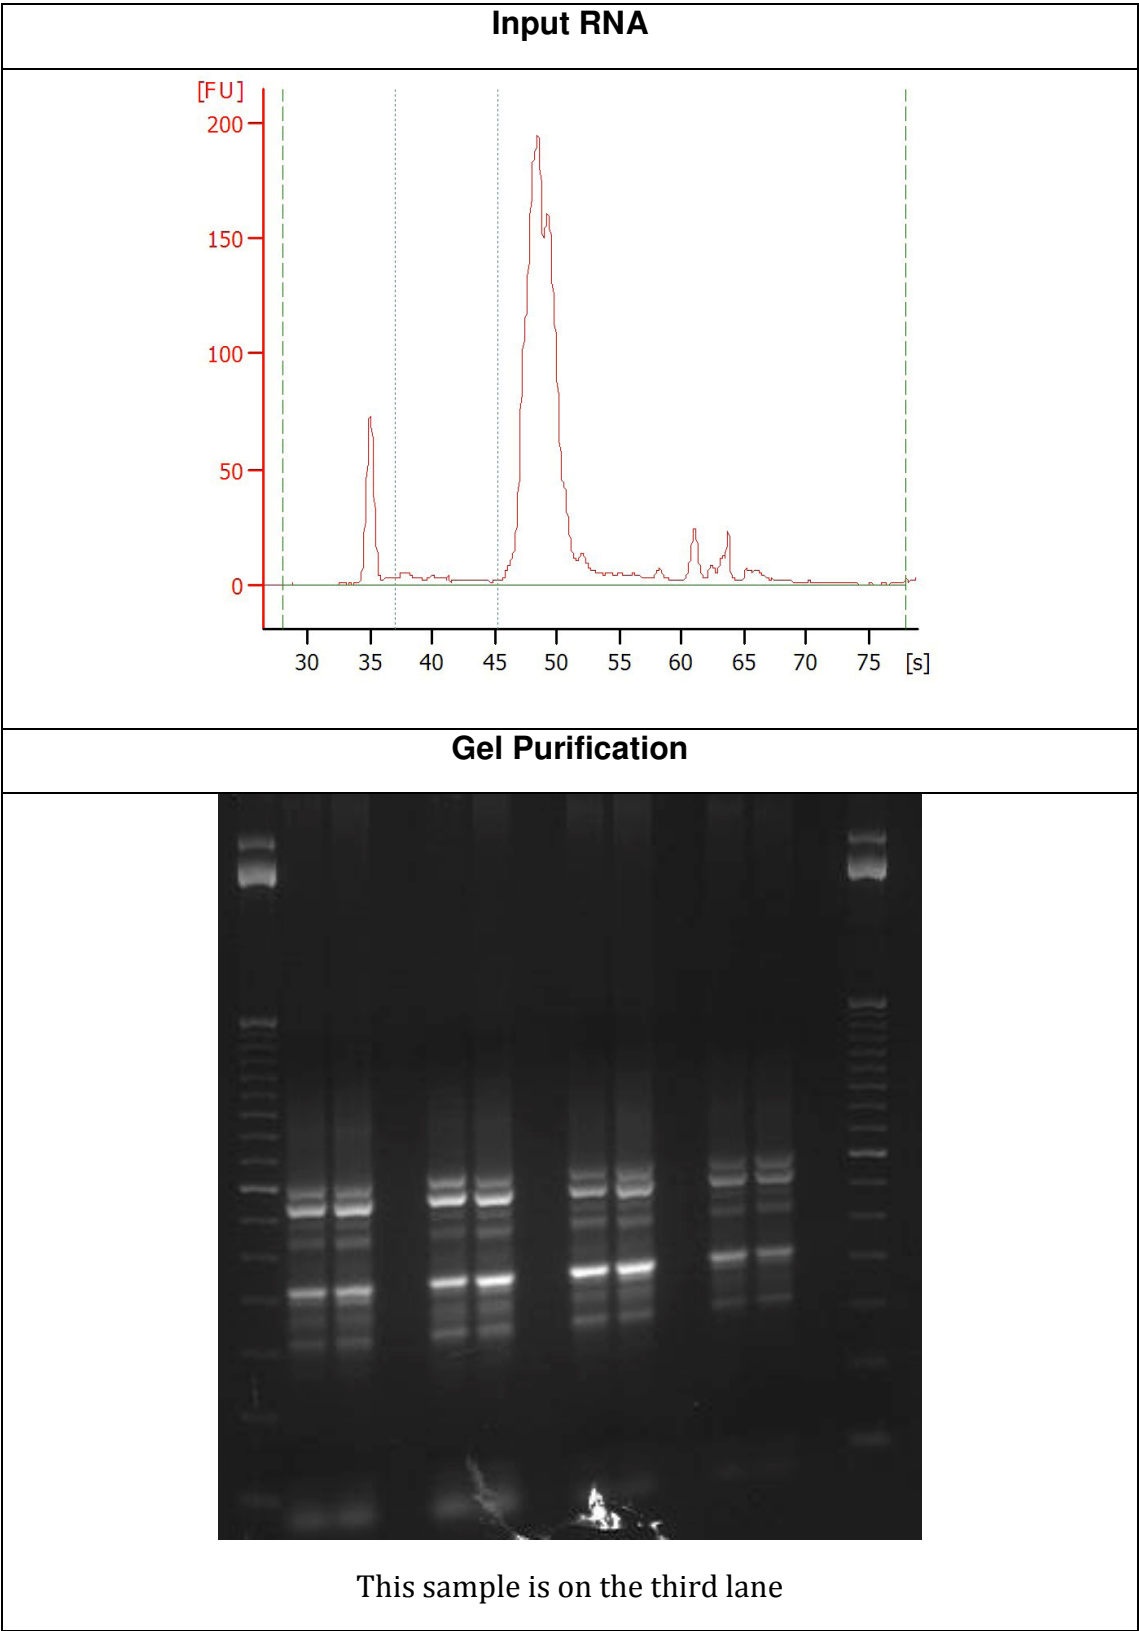 Input RNA
[FU]
200
150
100
50
0
30 35 40 45 50 55 60 65 70 75 [s]
Gel Purification
This sample is on the third lane